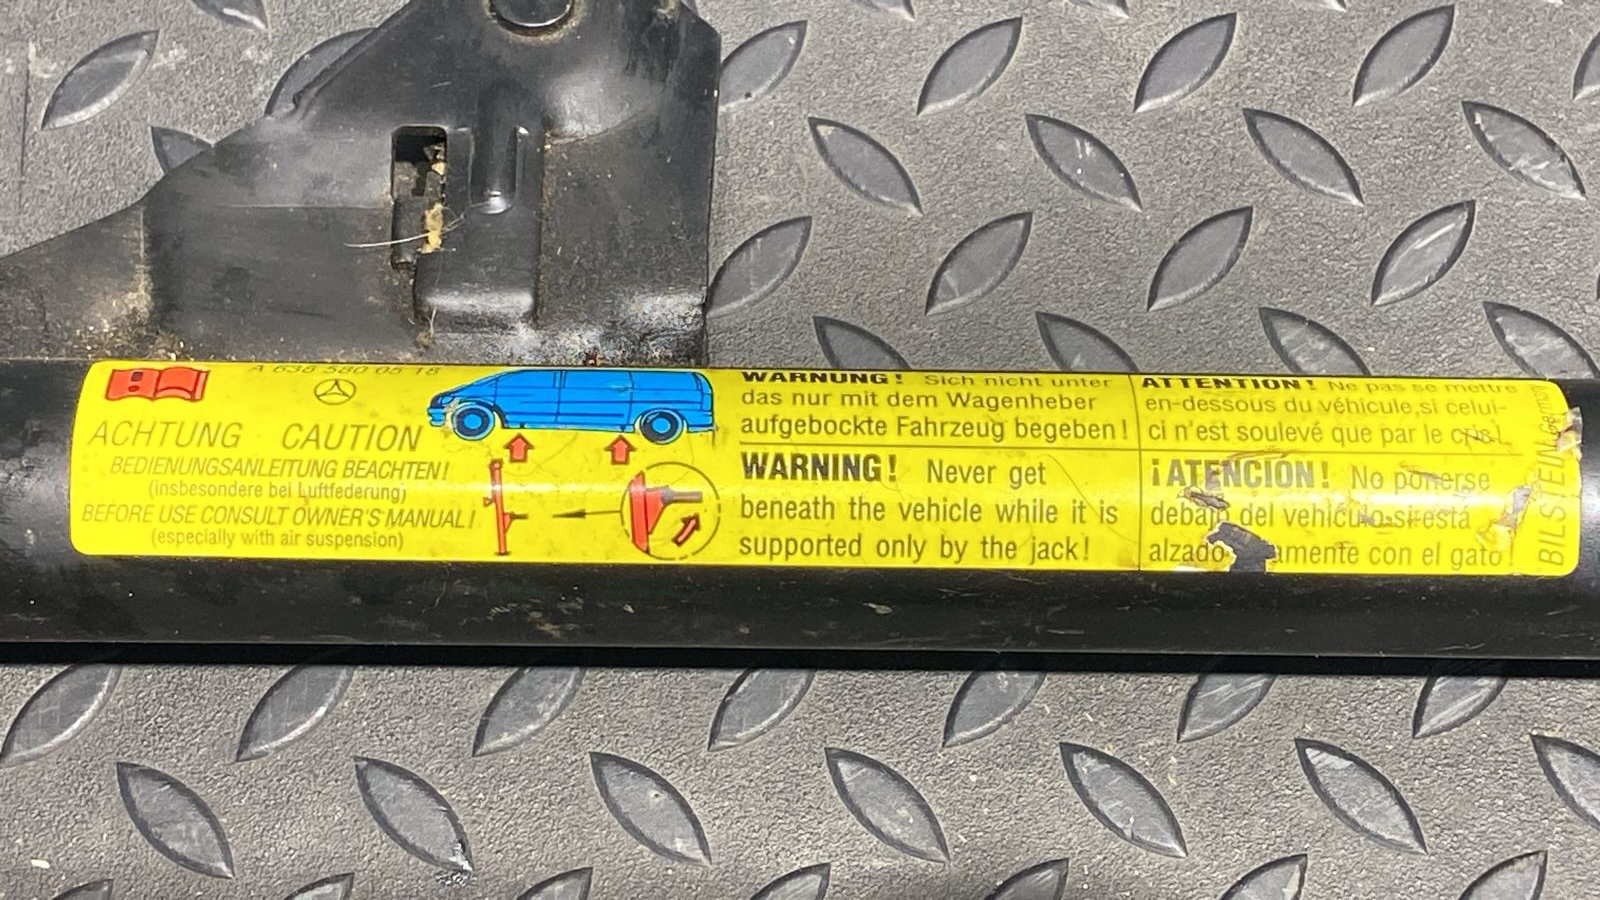 A 638 580 05 18
ACHTUNG CAUTION
BEDIENUNGSANLEITUNG BEACHTEN!
(insbesondere bei Luftfederung)
BEFORE USE CONSULT OWNER'S MANUAL!
(especially with air suspension)
WARNUNG! Sich nicht unter
das nur mit dem Wagenheber
aufgebockte Fahrzeug begeben!
WARNING! Never get
beneath the vehicle while it is
supported only by the jack!
ATTENTION! Ne pas se mettre
en-dessous du véhicule,si celui-
ci n'est soulevé que par le
¡ATENCIÓN! No ponerse
debajo del vehículo si está
alzado amente con el gato!
BILSTEIN